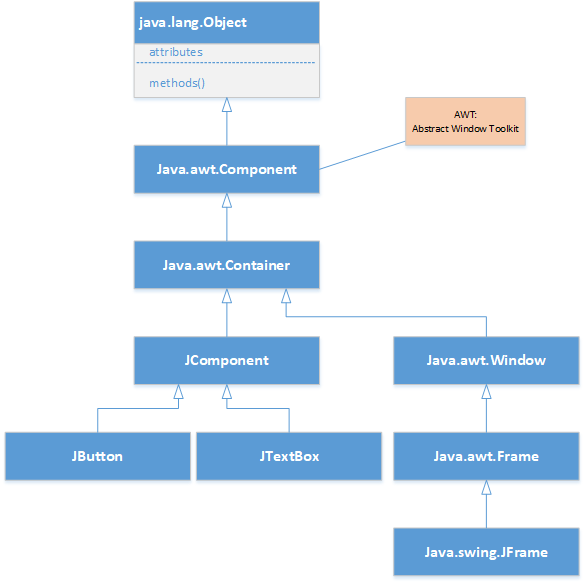 java.lang.Object
attributes
methods()
AWT:
Abstract Window Toolkit
Java.awt.Component
Java.awt.Container
JComponent
Java.awt.Window
JButton
JTextBox
Java.awt.Frame
Java.swing.JFrame